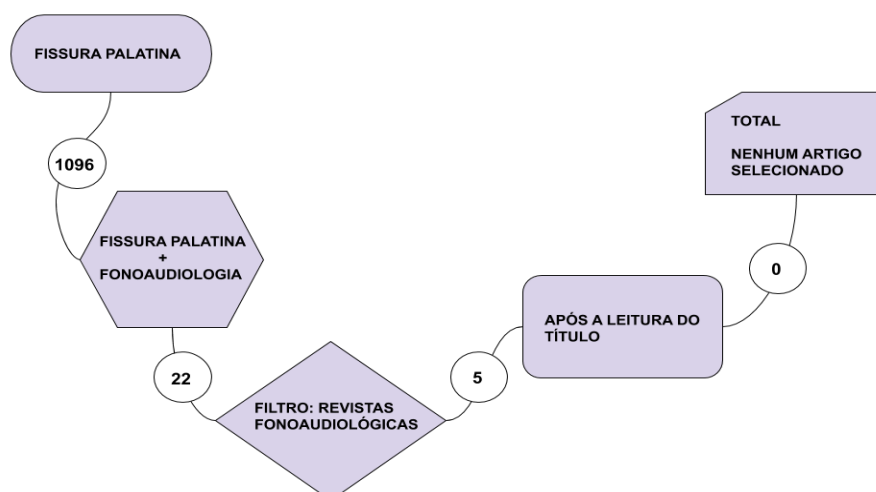 FISSURA PALATINA
1096
FISSURA PALATINA
+
FONOAUDIOLOGIA
22
FILTRO: REVISTAS
FONOAUDIOLÓGICAS
5
APÓS A LEITURA DO
TÍTULO
0
TOTAL
NENHUM ARTIGO
SELECIONADO